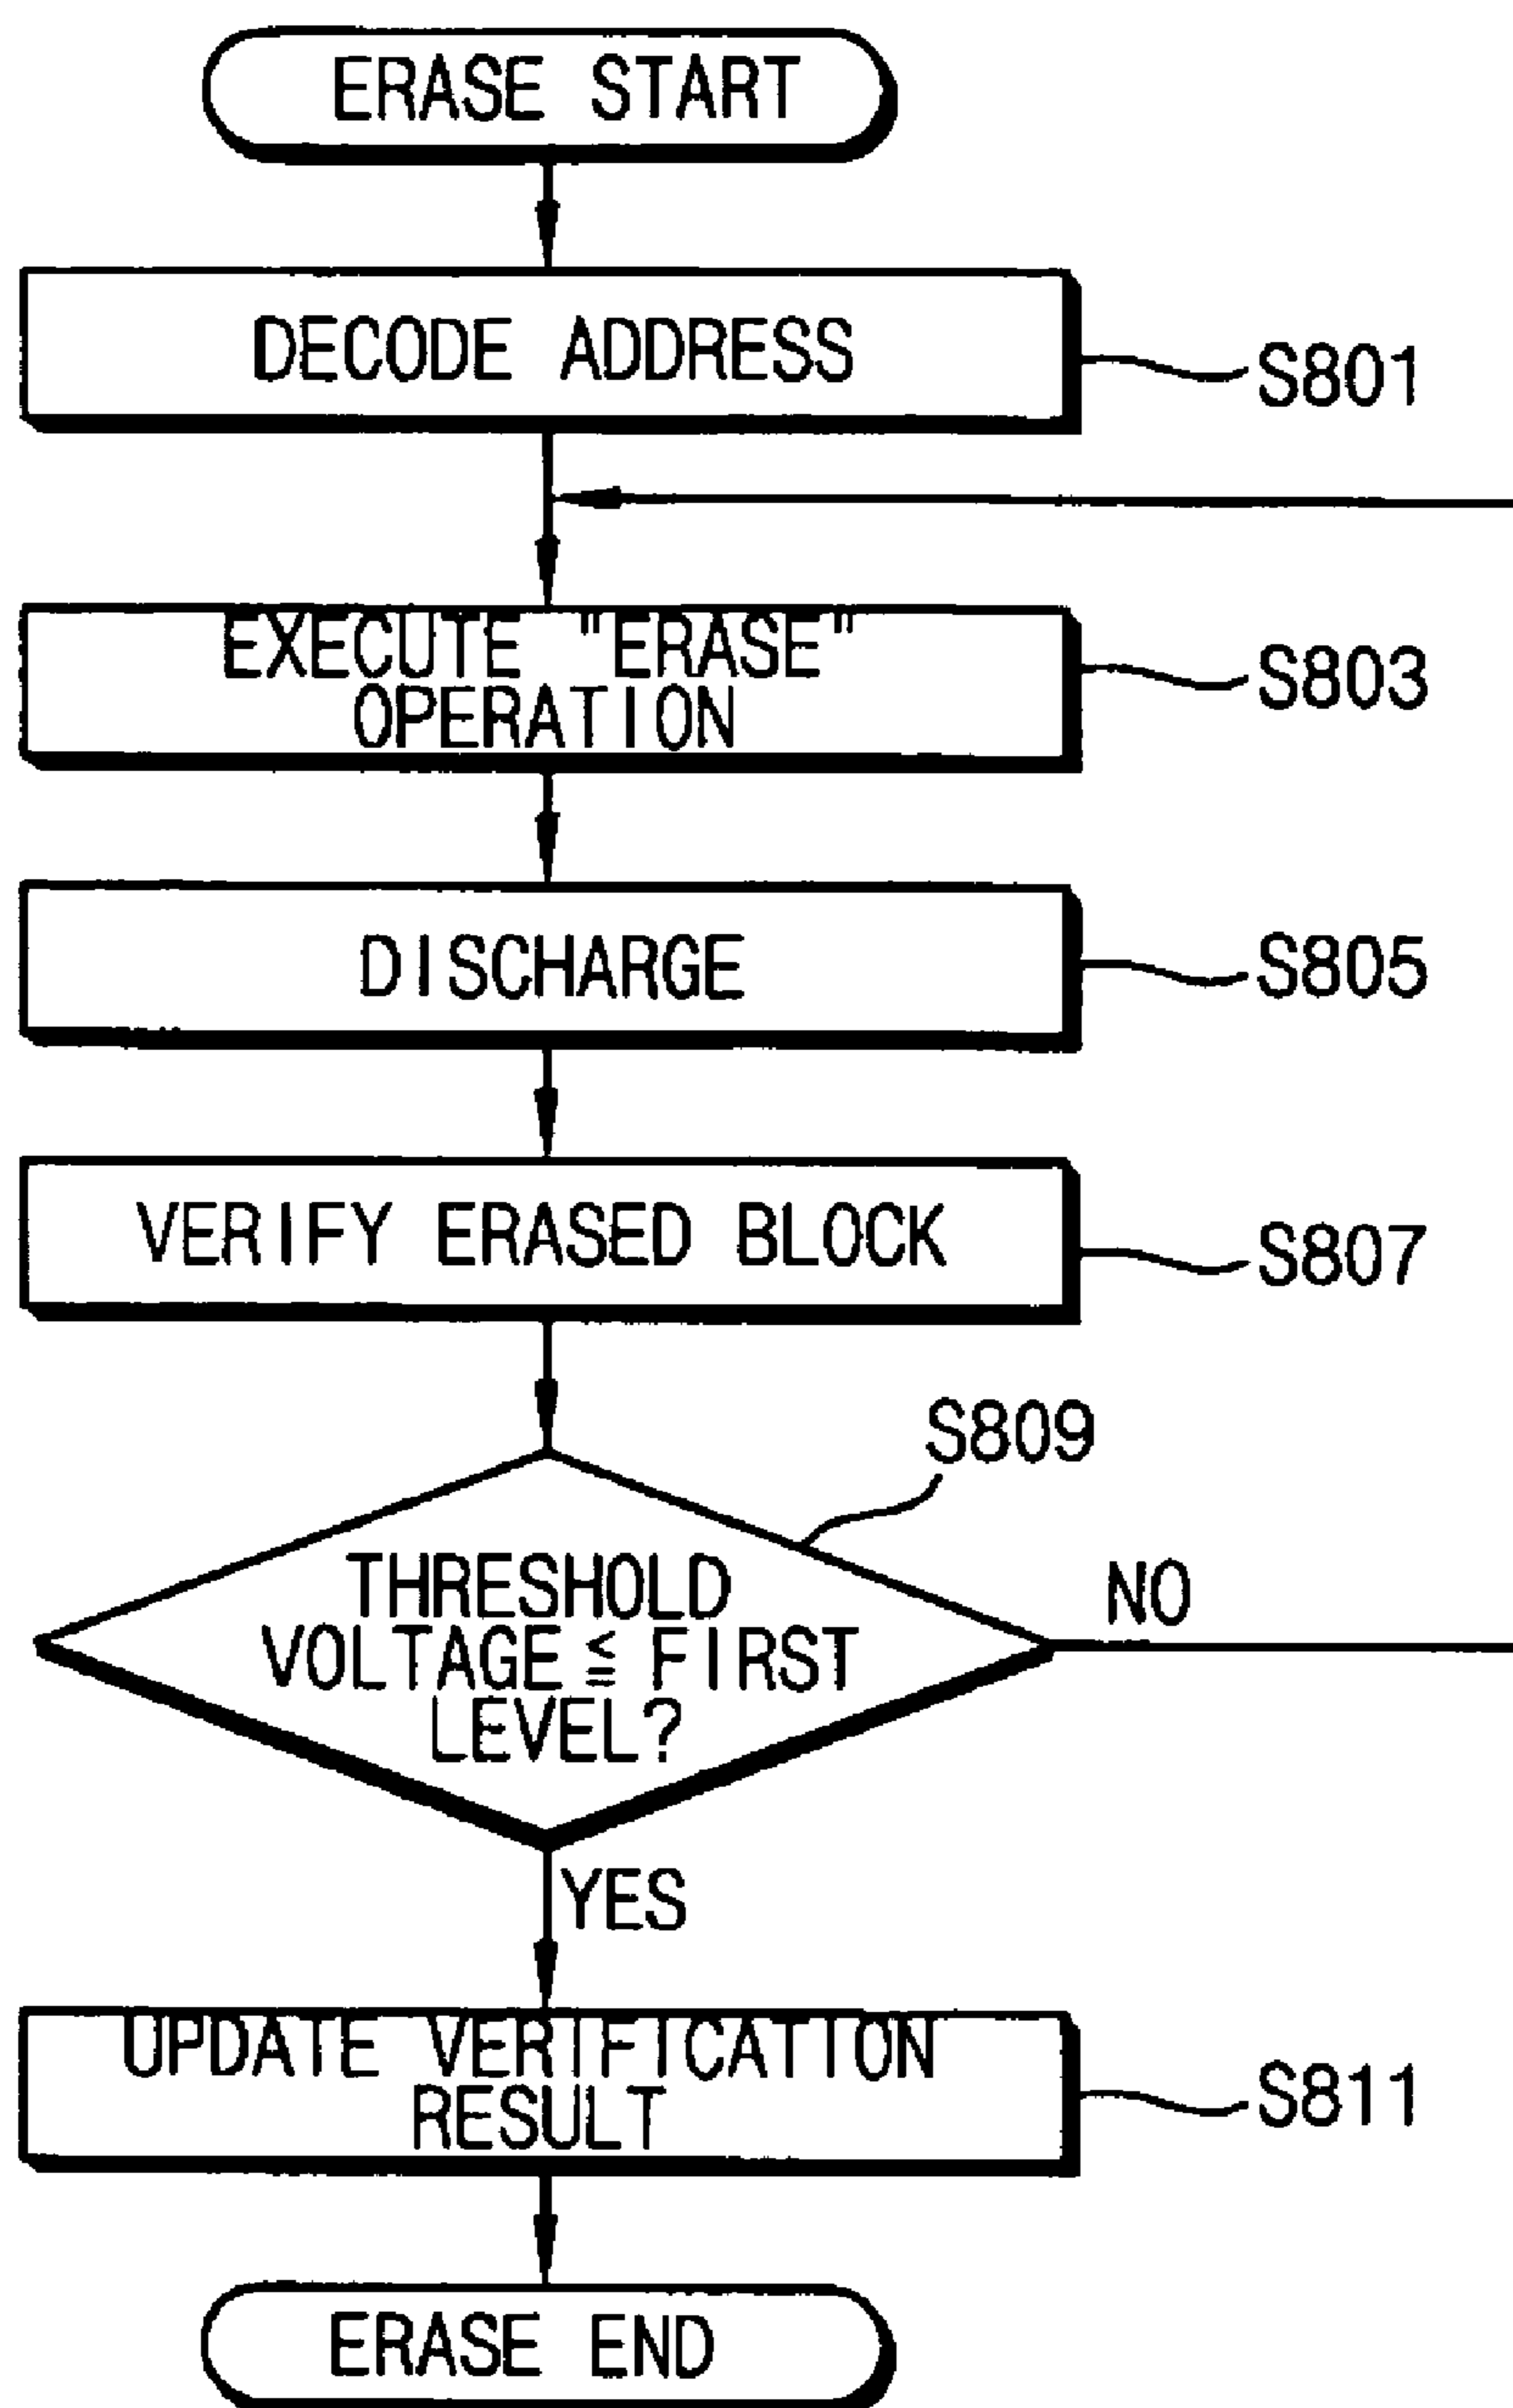 ERASE START
DECODE ADDRESS
S801
EXECUTE "ERASE"
OPERATION
S803
DISCHARGE
S805
VERIFY ERASED BLOCK
S807
S809
THRESHOLD
VOLTAGE ≦ FIRST
LEVEL?
NO
YES
UPDATE VERIFICATION
RESULT
S811
ERASE END